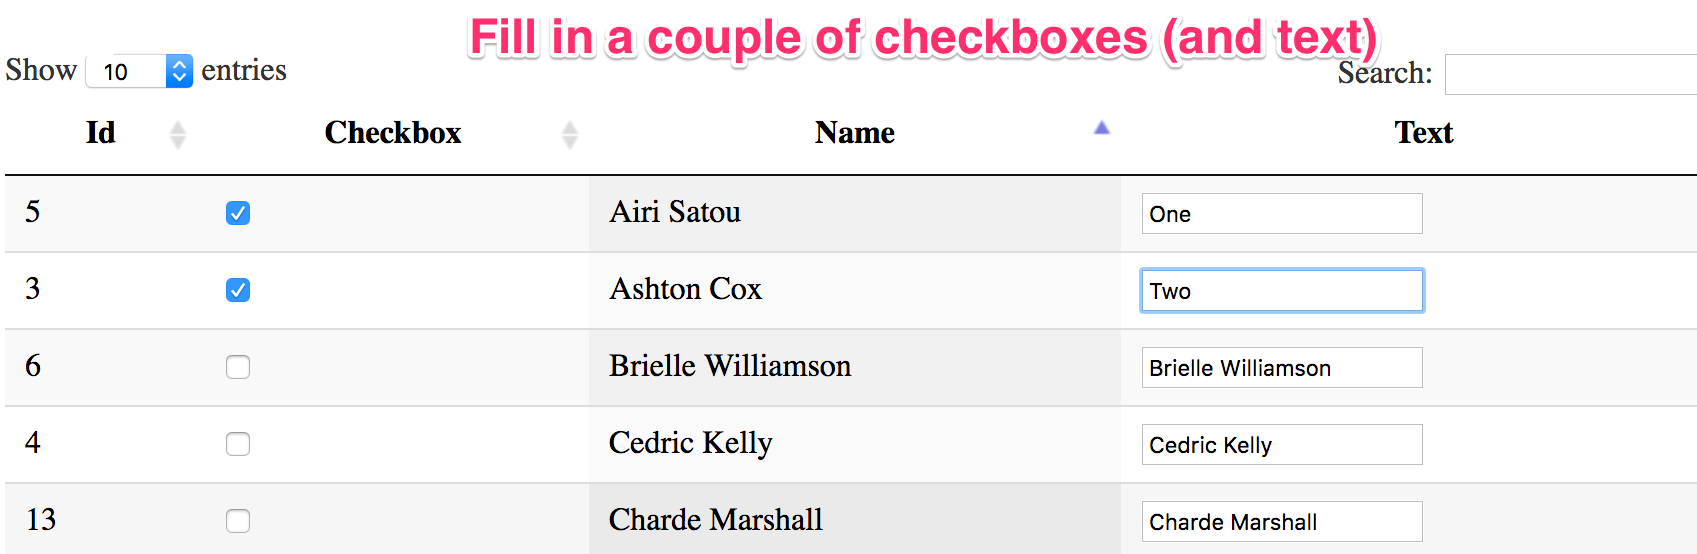 Fill in a couple of checkboxes (and text)
Show 10 entries Search:
Id Checkbox Name Text
5 Airi Satou One
3 Ashton Cox Two
6 Brielle Williamson Brielle Williamson
4 Cedric Kelly Cedric Kelly
13 Charde Marshall Charde Marshall